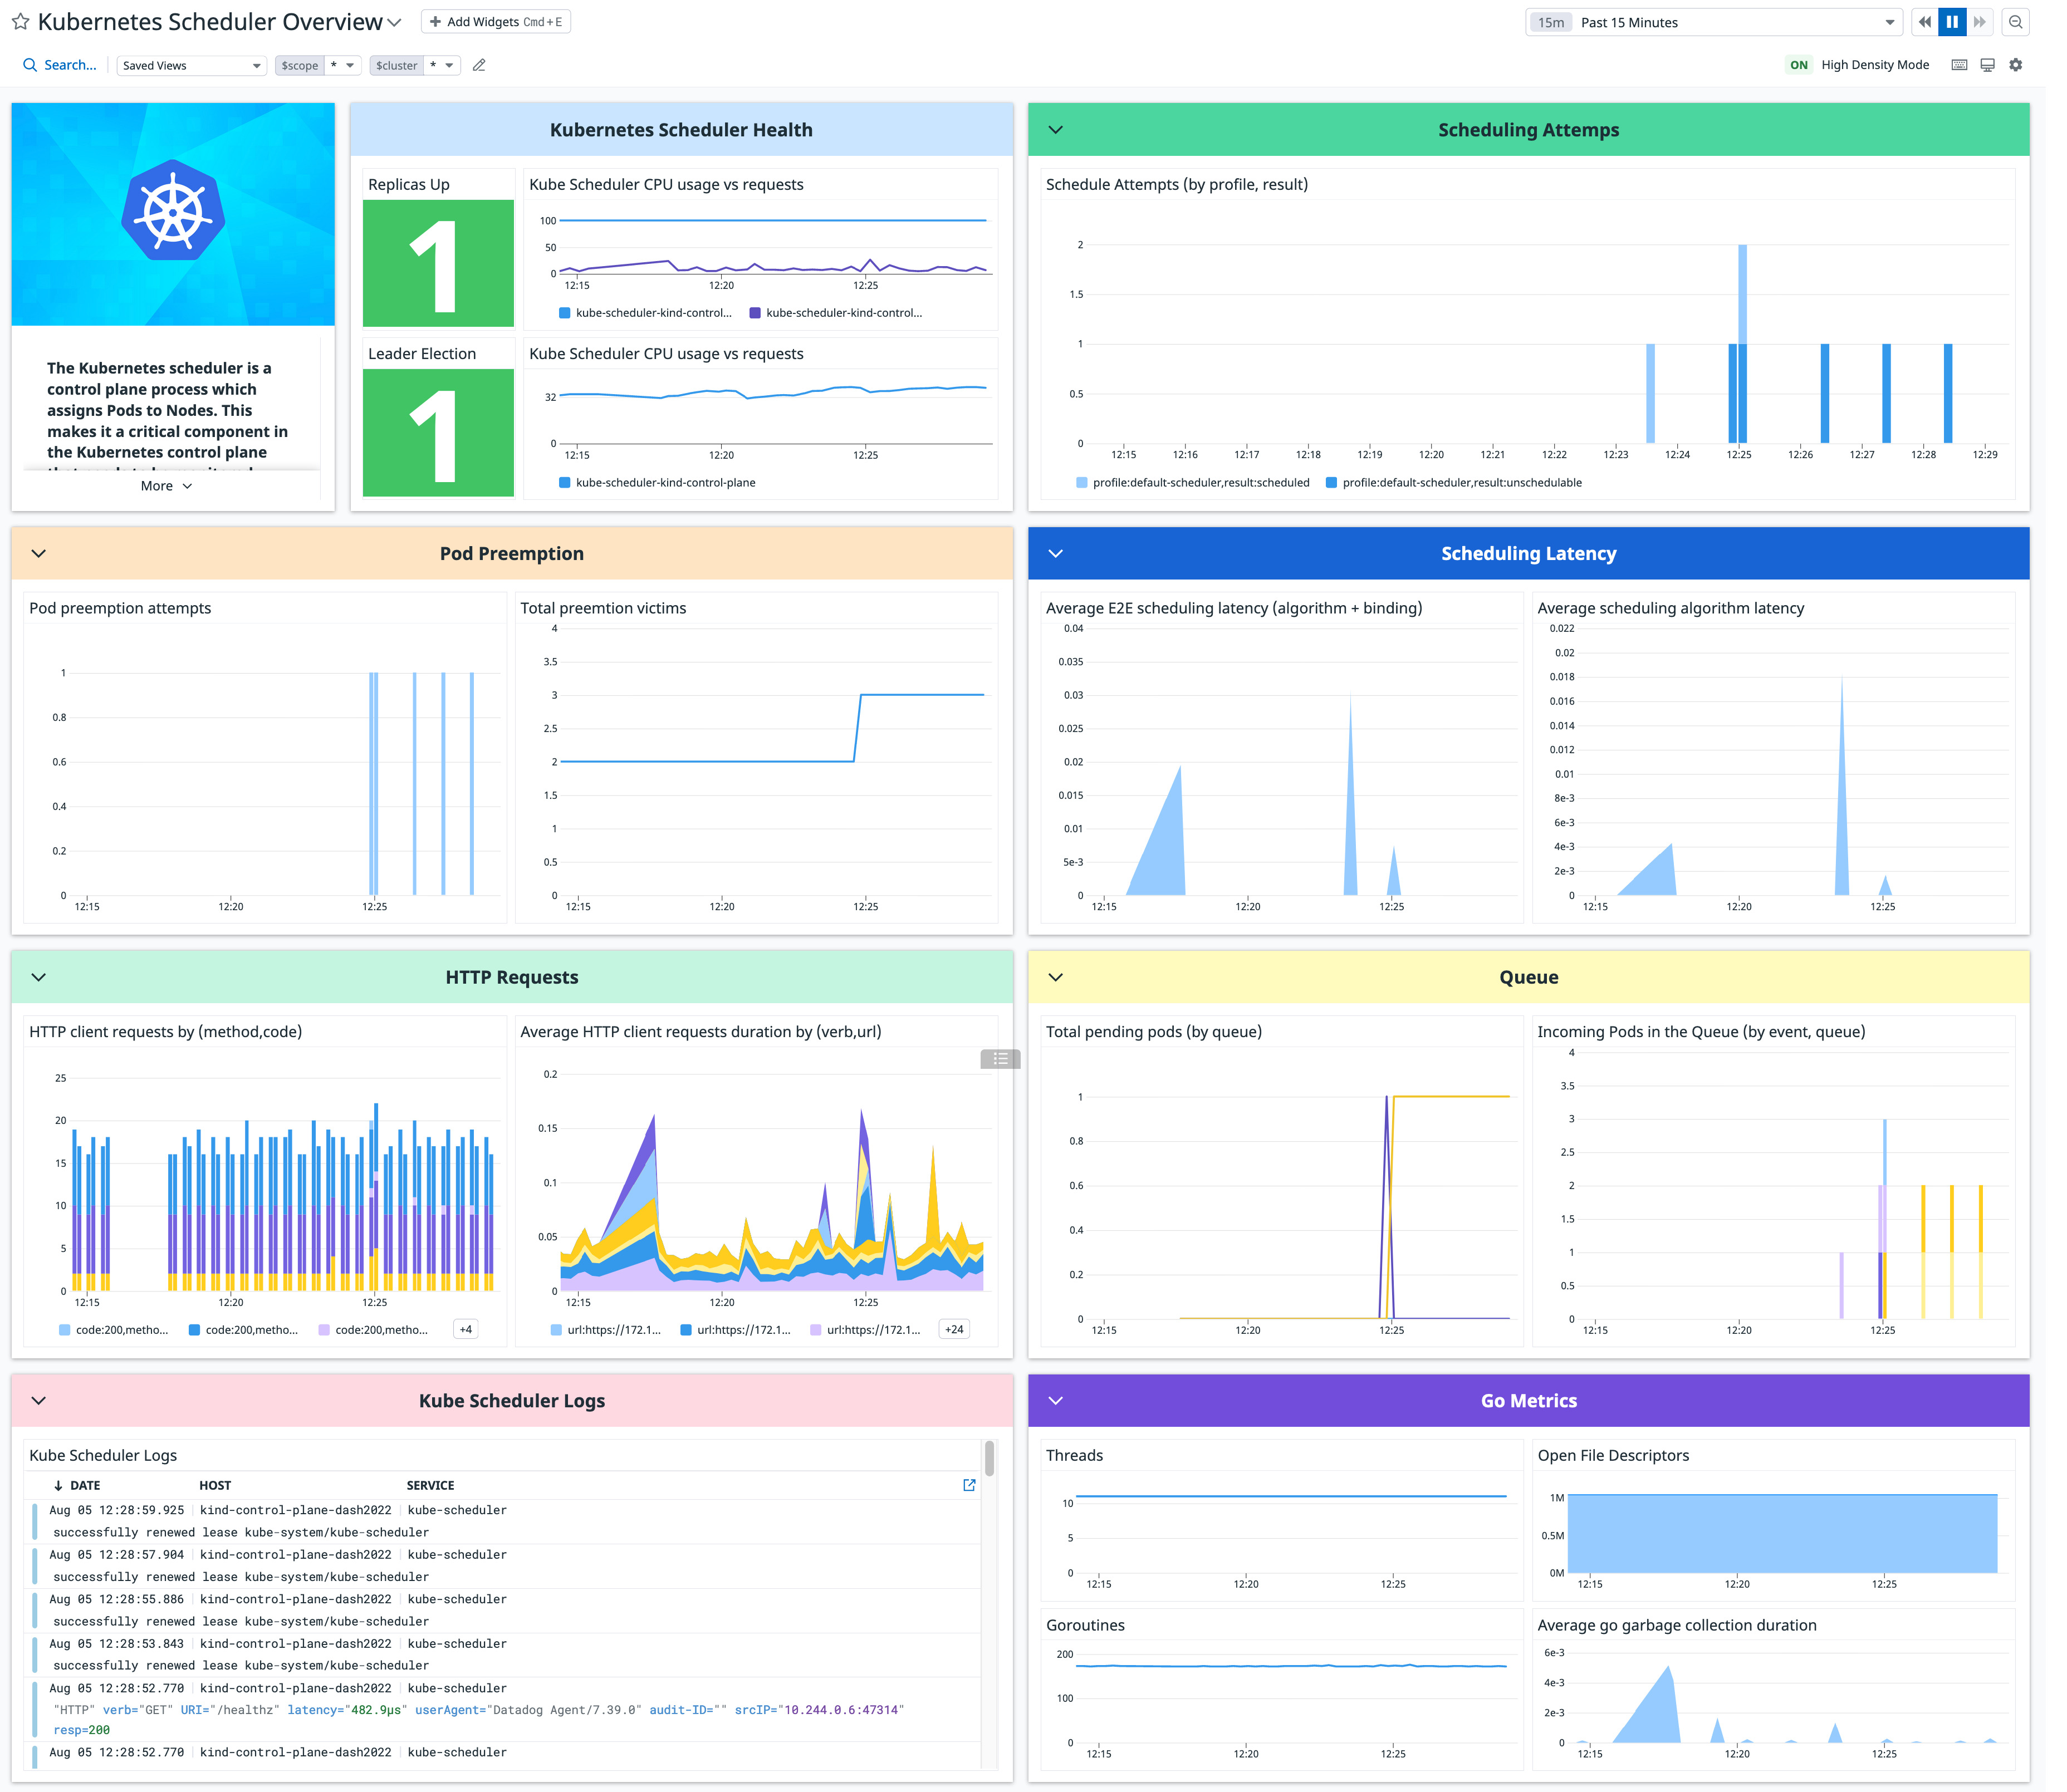 Kubernetes Scheduler Overview
+ Add Widgets Cmd+E
15m Past 15 Minutes
Search...
Saved Views
$scope *
$cluster *
ON High Density Mode
The Kubernetes scheduler is a
control plane process which
assigns Pods to Nodes. This
makes it a critical component in
the Kubernetes control plane
More
Kubernetes Scheduler Health
Replicas Up
1
Kube Scheduler CPU usage vs requests
100
50
0
12:15 12:20 12:25
kube-scheduler-kind-control... kube-scheduler-kind-control...
Leader Election
1
Kube Scheduler CPU usage vs requests
32
0
12:15 12:20 12:25
kube-scheduler-kind-control-plane
Scheduling Attemps
Schedule Attempts (by profile, result)
2
1.5
1
0.5
0
12:15 12:16 12:17 12:18 12:19 12:20 12:21 12:22 12:23 12:24 12:25 12:26 12:27 12:28 12:29
profile:default-scheduler,result:scheduled profile:default-scheduler,result:unschedulable
Pod Preemption
Pod preemption attempts
1
0.8
0.6
0.4
0.2
0
12:15 12:20 12:25
Total preemtion victims
4
3.5
3
2.5
2
1.5
1
0.5
0
12:15 12:20 12:25
Scheduling Latency
Average E2E scheduling latency (algorithm + binding)
0.04
0.035
0.03
0.025
0.02
0.015
0.01
5e-3
0
12:15 12:20 12:25
Average scheduling algorithm latency
0.022
0.02
0.018
0.016
0.014
0.012
0.01
8e-3
6e-3
4e-3
2e-3
0
12:15 12:20 12:25
HTTP Requests
HTTP client requests by (method,code)
25
20
15
10
5
0
12:15 12:20 12:25
code:200,metho... code:200,metho... code:200,metho... +4
Average HTTP client requests duration by (verb,url)
0.2
0.15
0.1
0.05
0
12:15 12:20 12:25
url:https://172.1... url:https://172.1... url:https://172.1... +24
Queue
Total pending pods (by queue)
1
0.8
0.6
0.4
0.2
0
12:15 12:20 12:25
Incoming Pods in the Queue (by event, queue)
4
3.5
3
2.5
2
1.5
1
0.5
0
12:15 12:20 12:25
Kube Scheduler Logs
Kube Scheduler Logs
DATE HOST SERVICE
Aug 05 12:28:59.925 kind-control-plane-dash2022 kube-scheduler
successfully renewed lease kube-system/kube-scheduler
Aug 05 12:28:57.904 kind-control-plane-dash2022 kube-scheduler
successfully renewed lease kube-system/kube-scheduler
Aug 05 12:28:55.886 kind-control-plane-dash2022 kube-scheduler
successfully renewed lease kube-system/kube-scheduler
Aug 05 12:28:53.843 kind-control-plane-dash2022 kube-scheduler
successfully renewed lease kube-system/kube-scheduler
Aug 05 12:28:52.770 kind-control-plane-dash2022 kube-scheduler
"HTTP" verb="GET" URI="/healthz" latency="482.9µs" userAgent="Datadog Agent/7.39.0" audit-ID="" srcIP="10.244.0.6:47314"
resp=200
Aug 05 12:28:52.770 kind-control-plane-dash2022 kube-scheduler
Go Metrics
Threads
10
5
0
12:15 12:20 12:25
Open File Descriptors
1M
0.5M
0M
12:15 12:20 12:25
Goroutines
200
100
0
12:15 12:20 12:25
Average go garbage collection duration
6e-3
4e-3
2e-3
0
12:15 12:20 12:25